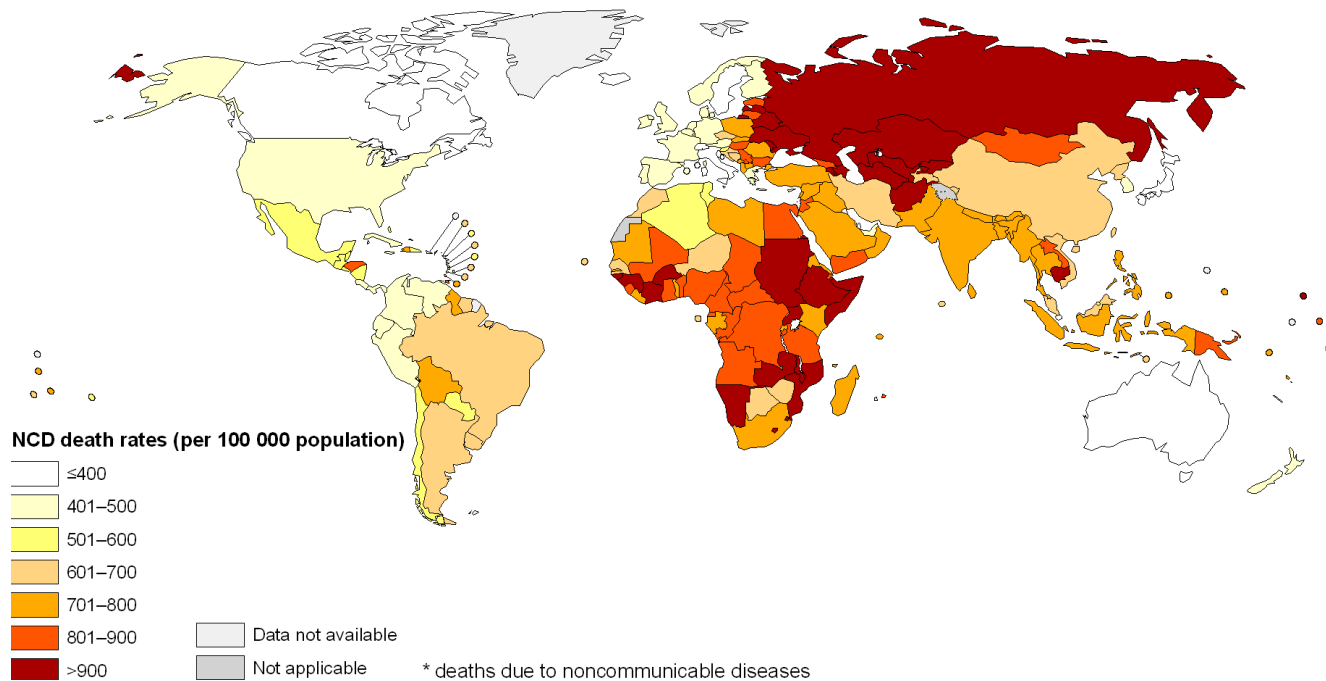 NCD death rates (per 100 000 population)
≤400
401–500
501–600
601–700
701–800
801–900
>900
Data not available
Not applicable
* deaths due to noncommunicable diseases